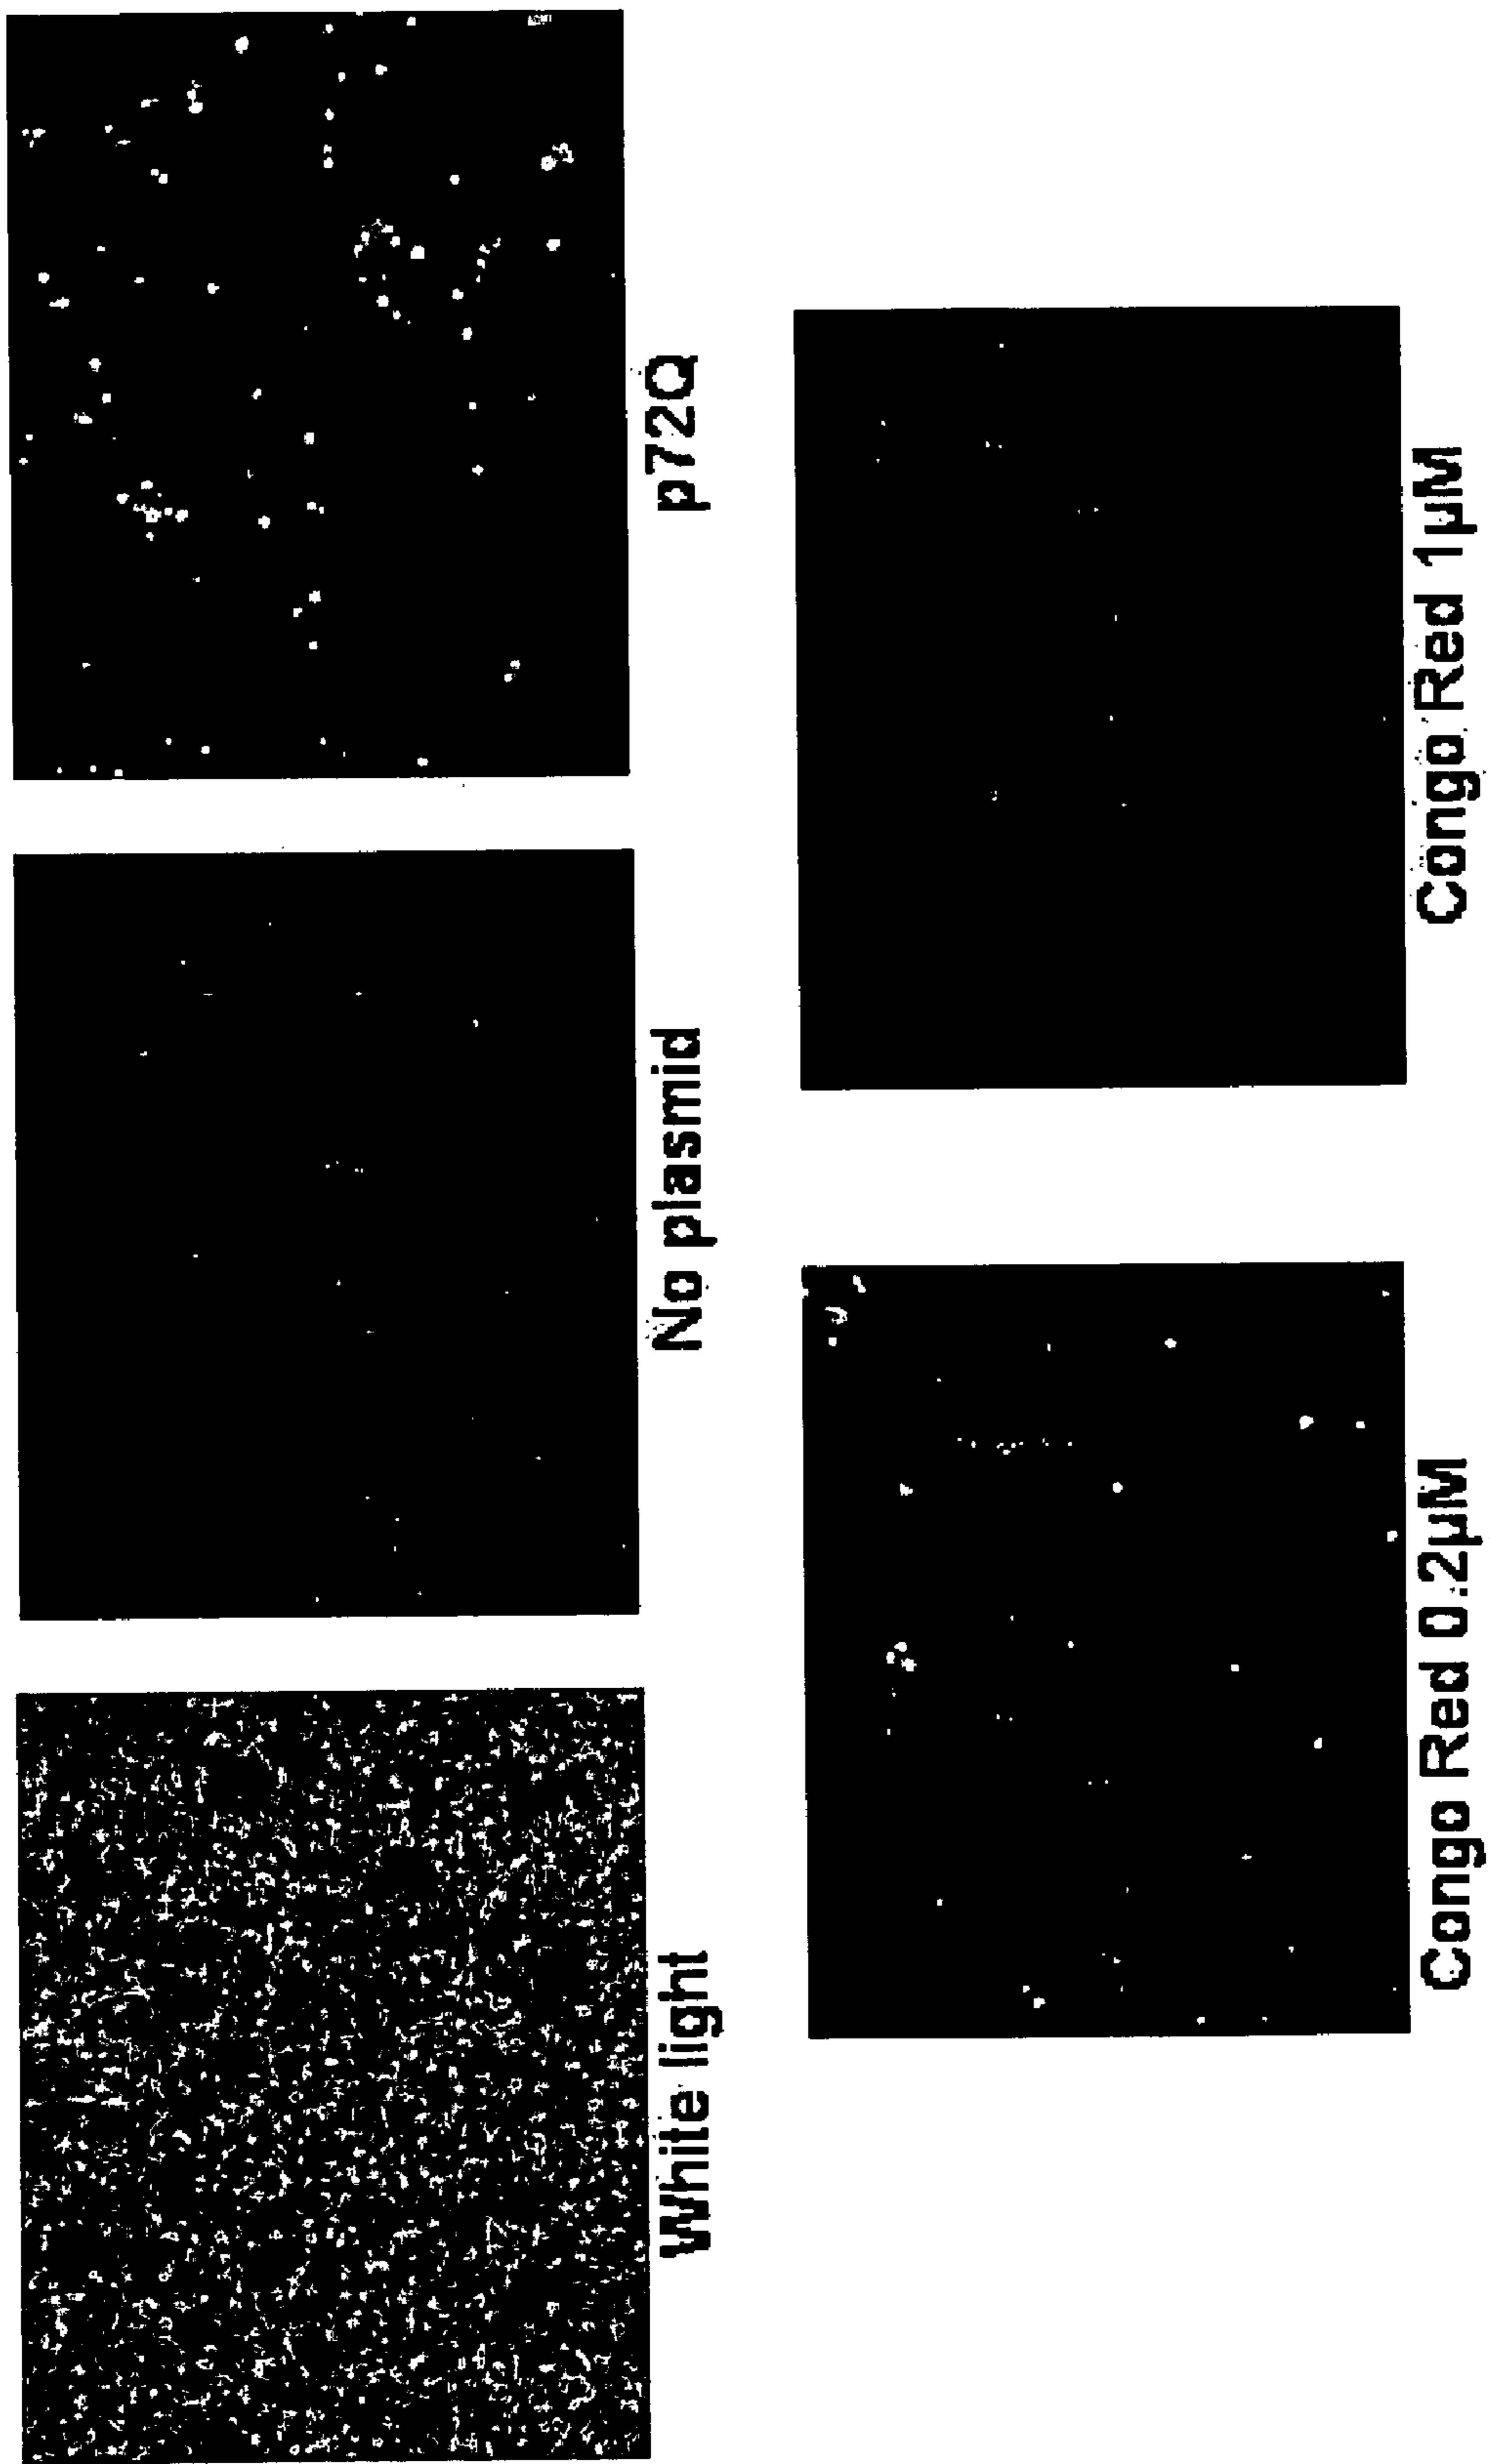 White light
No plasmid
p72Q
Congo Red 0.2µM
Congo Red 1µM